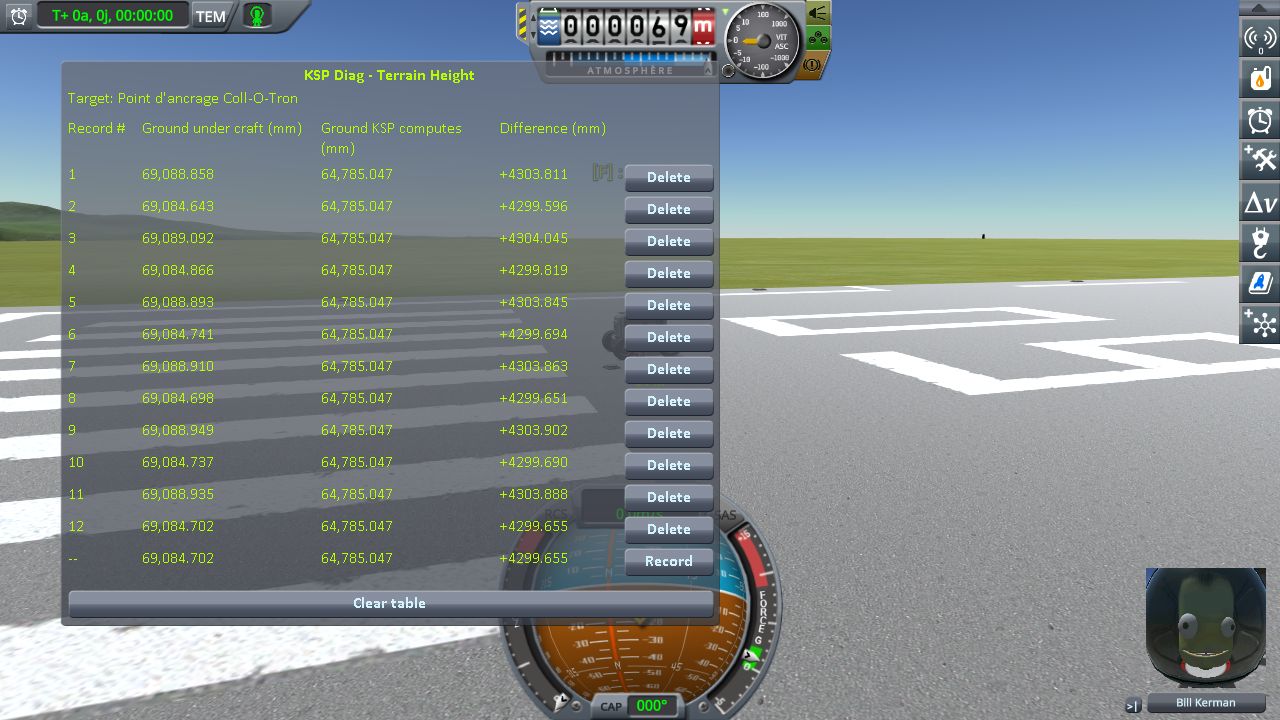 T+ 0a, 0j, 00:00:00 TEM
000069 m
VIT ASC
ATMOSPHÈRE
KSP Diag - Terrain Height
Target: Point d'ancrage Coll-O-Tron
Record # Ground under craft (mm) Ground KSP computes (mm) Difference (mm)
1 69,088.858 64,785.047 +4303.811 Delete
2 69,084.643 64,785.047 +4299.596 Delete
3 69,089.092 64,785.047 +4304.045 Delete
4 69,084.866 64,785.047 +4299.819 Delete
5 69,088.893 64,785.047 +4303.845 Delete
6 69,084.741 64,785.047 +4299.694 Delete
7 69,088.910 64,785.047 +4303.863 Delete
8 69,084.698 64,785.047 +4299.651 Delete
9 69,088.949 64,785.047 +4303.902 Delete
10 69,084.737 64,785.047 +4299.690 Delete
11 69,088.935 64,785.047 +4303.888 Delete
12 69,084.702 64,785.047 +4299.655 Delete
-- 69,084.702 64,785.047 +4299.655 Record
Clear table
RCS SAS
FORCE G
CAP 000°
Δv
Bill Kerman